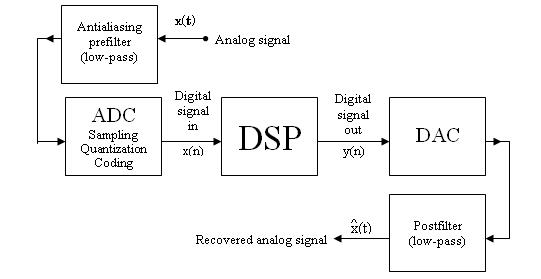 Antialiasing
prefilter
(low-pass)
x(t)
Analog signal
ADC
Sampling
Quantization
Coding
Digital
signal
in
x(n)
DSP
Digital
signal
out
y(n)
DAC
Postfilter
(low-pass)
x̂(t)
Recovered analog signal